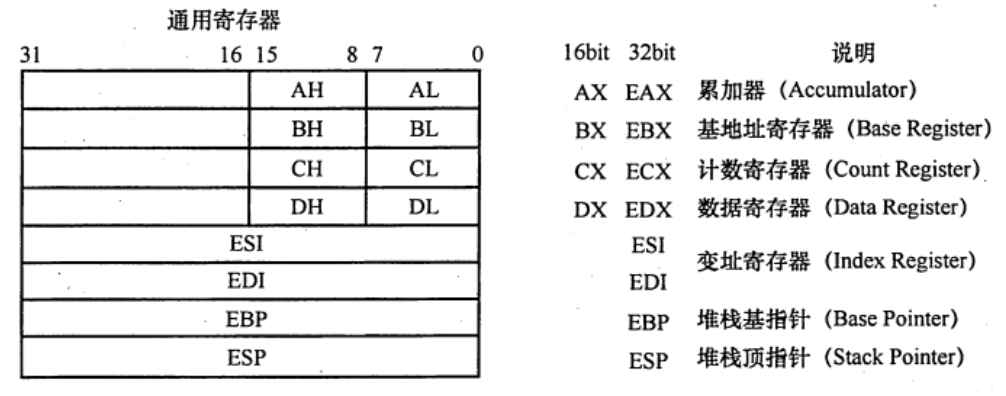 通用寄存器
31 16 15 8 7 0 16bit 32bit 说明
AH AL AX EAX 累加器（Accumulator）
BH BL BX EBX 基地址寄存器（Base Register）
CH CL CX ECX 计数寄存器（Count Register）
DH DL DX EDX 数据寄存器（Data Register）
ESI ESI
变址寄存器（Index Register）
EDI EDI
EBP EBP 堆栈基指针（Base Pointer）
ESP ESP 堆栈顶指针（Stack Pointer）